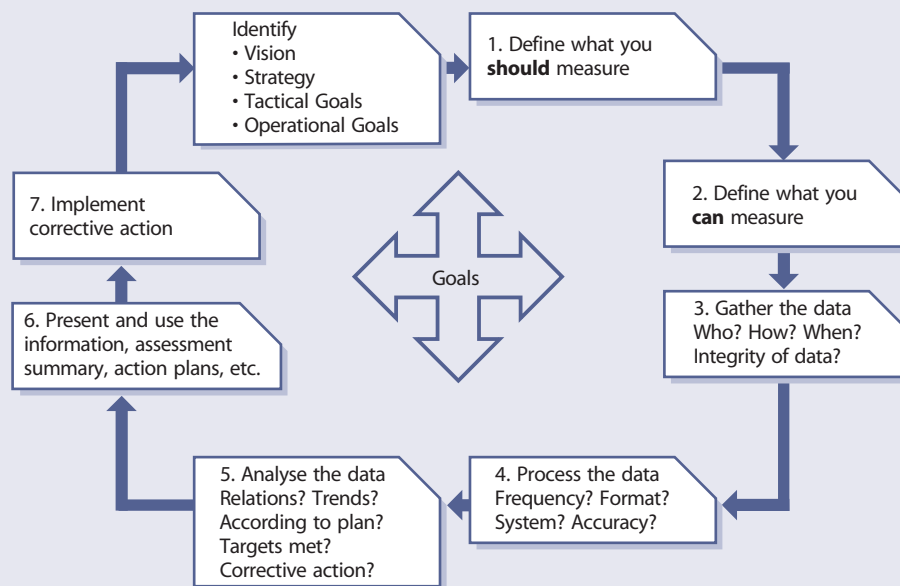 Identify
• Vision
• Strategy
• Tactical Goals
• Operational Goals
1. Define what you
should measure
2. Define what you
can measure
3. Gather the data
Who? How? When?
Integrity of data?
4. Process the data
Frequency? Format?
System? Accuracy?
5. Analyse the data
Relations? Trends?
According to plan?
Targets met?
Corrective action?
6. Present and use the
information, assessment
summary, action plans, etc.
7. Implement
corrective action
Goals